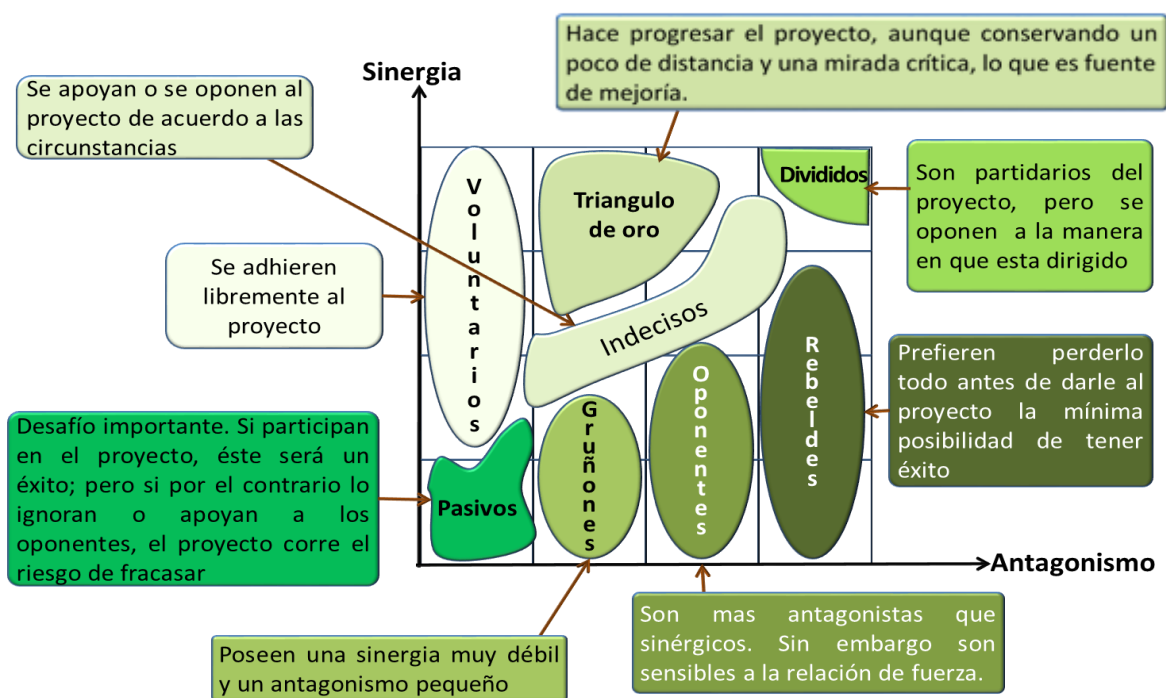 Hace progresar el proyecto, aunque conservando un
poco de distancia y una mirada crítica, lo que es fuente
de mejoría.
Sinergia
Se apoyan o se oponen al
proyecto de acuerdo a las
circunstancias
Voluntarios
Triangulo
de oro
Divididos
Son partidarios del
proyecto, pero se
oponen a la manera
en que esta dirigido
Se adhieren
libremente al
proyecto
Indecisos
Rebeldes
Prefieren perderlo
todo antes de darle al
proyecto la mínima
posibilidad de tener
éxito
Oponentes
Gruñones
Desafío importante. Si participan
en el proyecto, éste será un
éxito; pero si por el contrario lo
ignoran o apoyan a los
oponentes, el proyecto corre el
riesgo de fracasar
Pasivos
Antagonismo
Son mas antagonistas que
sinérgicos. Sin embargo son
sensibles a la relación de fuerza.
Poseen una sinergia muy débil
y un antagonismo pequeño